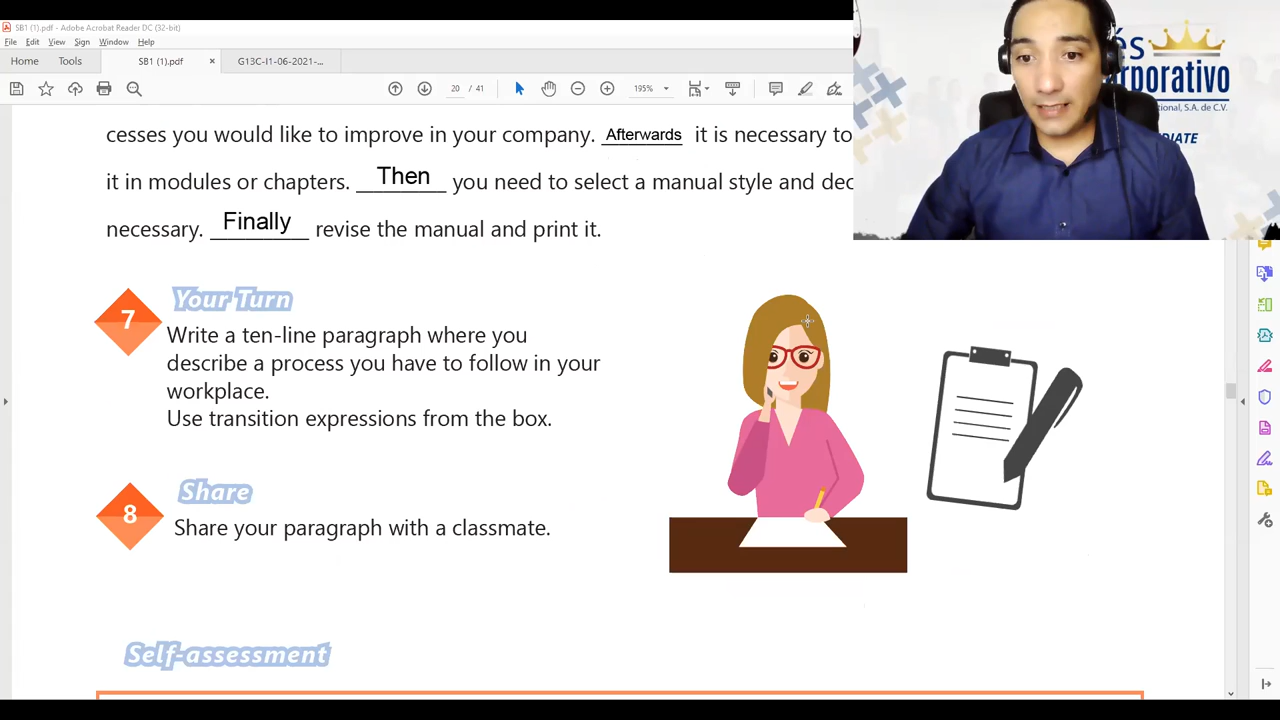 SB1 (1).pdf - Adobe Acrobat Reader DC (32-bit)
File Edit View Sign Window Help
Home Tools SB1 (1).pdf × G13C-I1-06-2021-...
20 / 41 195%
cesses you would like to improve in your company. Afterwards it is necessary to
it in modules or chapters. Then you need to select a manual style and dec
necessary. Finally revise the manual and print it.
7 Your Turn
Write a ten-line paragraph where you
describe a process you have to follow in your
workplace.
Use transition expressions from the box.
8 Share
Share your paragraph with a classmate.
Self-assessment
és
rporativo
national, S.A. de C.V.
EDIATE